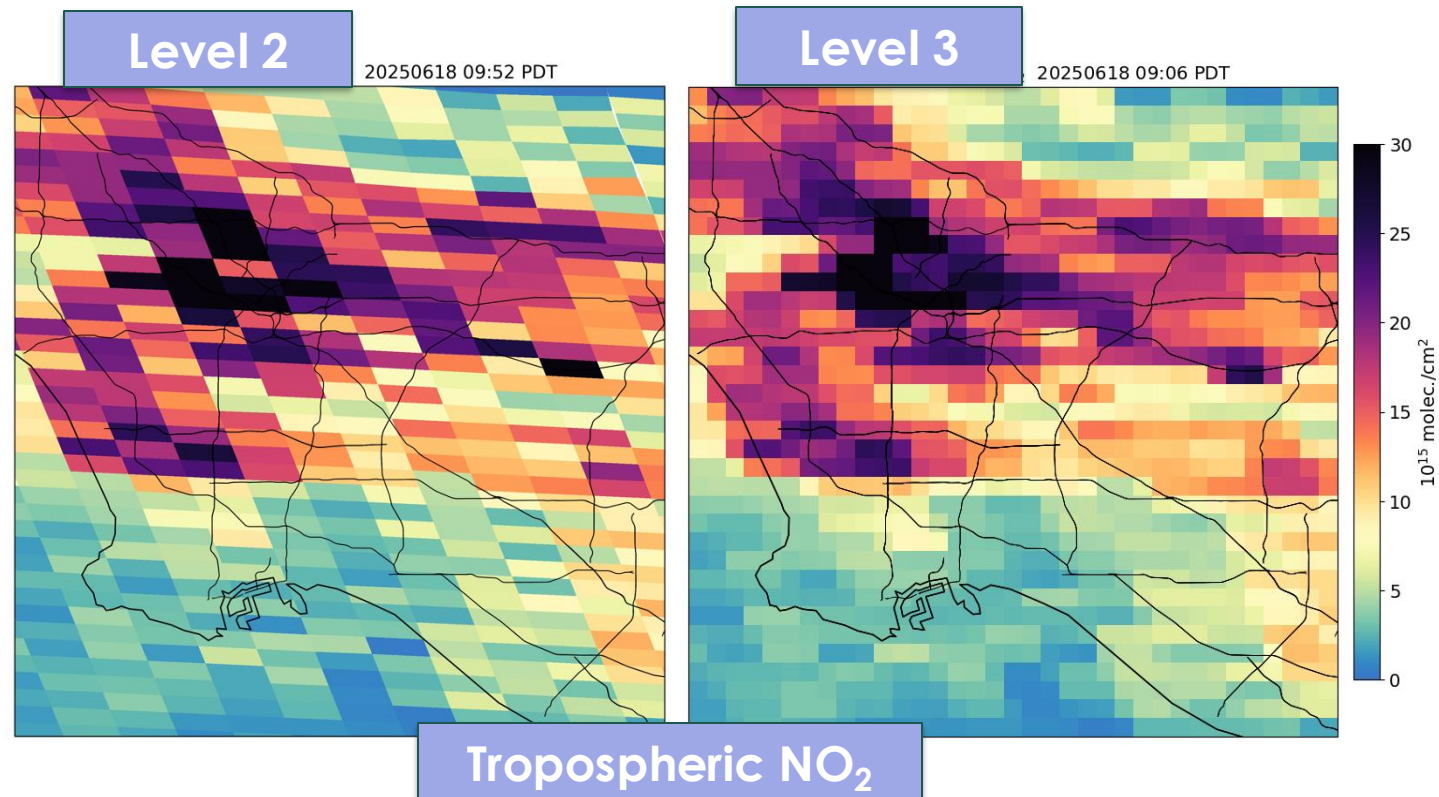 Level 2
20250618 09:52 PDT
Level 3
20250618 09:06 PDT
30
25
20
15
10
5
0
10¹⁵ molec./cm²
Tropospheric NO₂